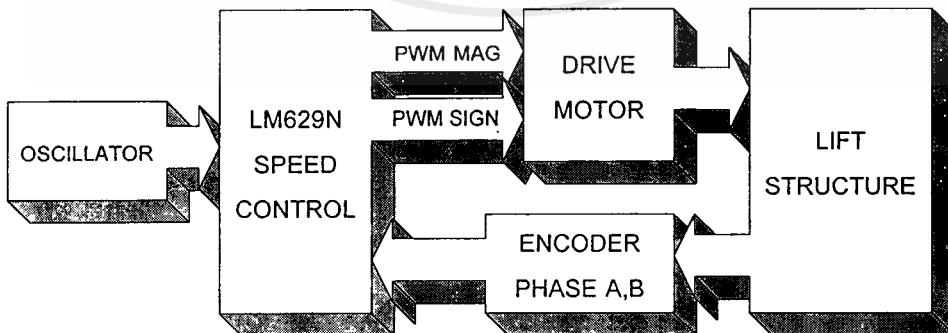 OSCILLATOR
LM629N
SPEED
CONTROL
PWM MAG
PWM SIGN
DRIVE
MOTOR
LIFT
STRUCTURE
ENCODER
PHASE A,B